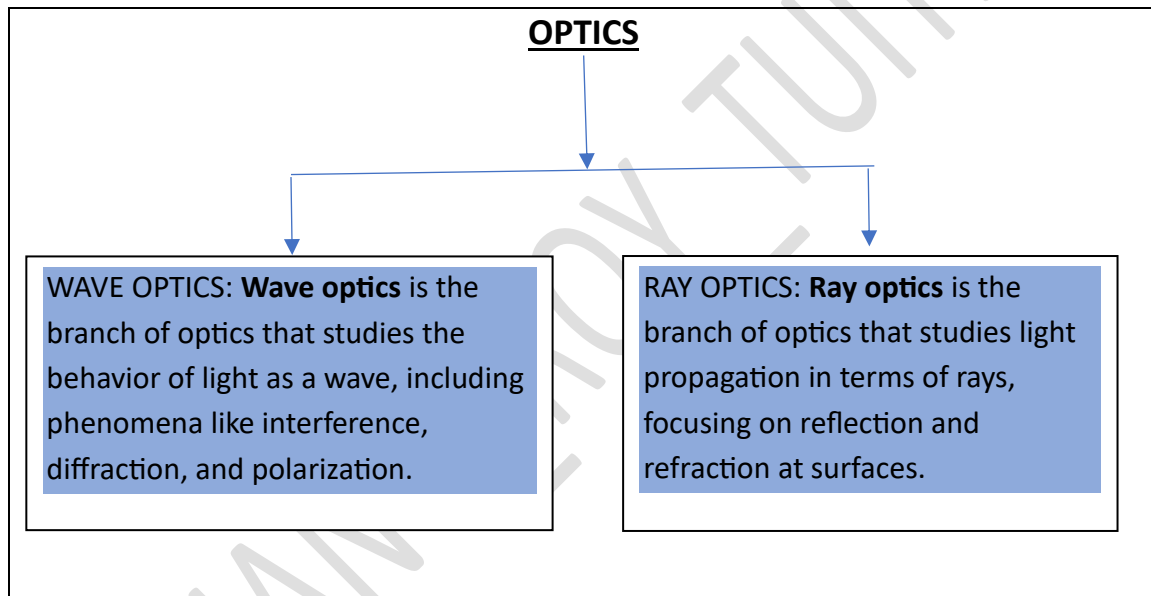 OPTICS
WAVE OPTICS: Wave optics is the
branch of optics that studies the
behavior of light as a wave, including
phenomena like interference,
diffraction, and polarization.
RAY OPTICS: Ray optics is the
branch of optics that studies light
propagation in terms of rays,
focusing on reflection and
refraction at surfaces.